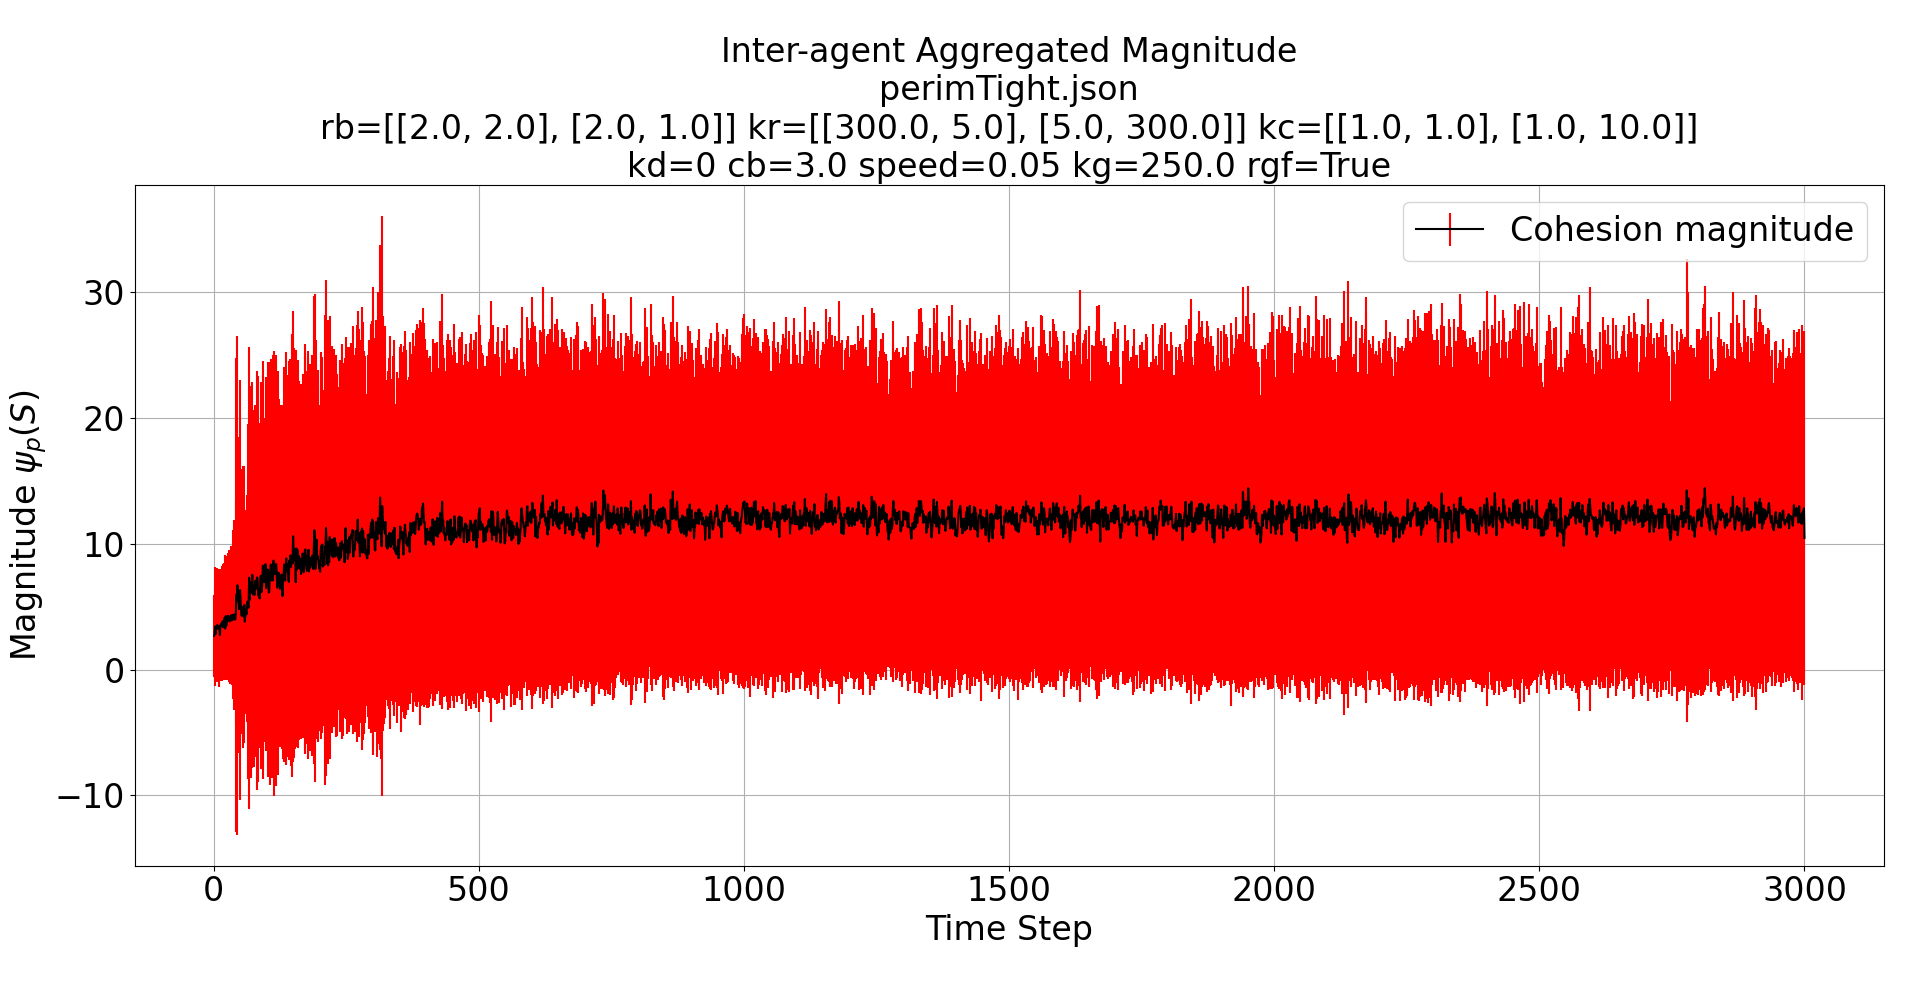 Inter-agent Aggregated Magnitude
perimTight.json
rb=[[2.0, 2.0], [2.0, 1.0]] kr=[[300.0, 5.0], [5.0, 300.0]] kc=[[1.0, 1.0], [1.0, 10.0]]
kd=0 cb=3.0 speed=0.05 kg=250.0 rgf=True
Cohesion magnitude
Magnitude ψp(S)
30
20
10
0
−10
0 500 1000 1500 2000 2500 3000
Time Step